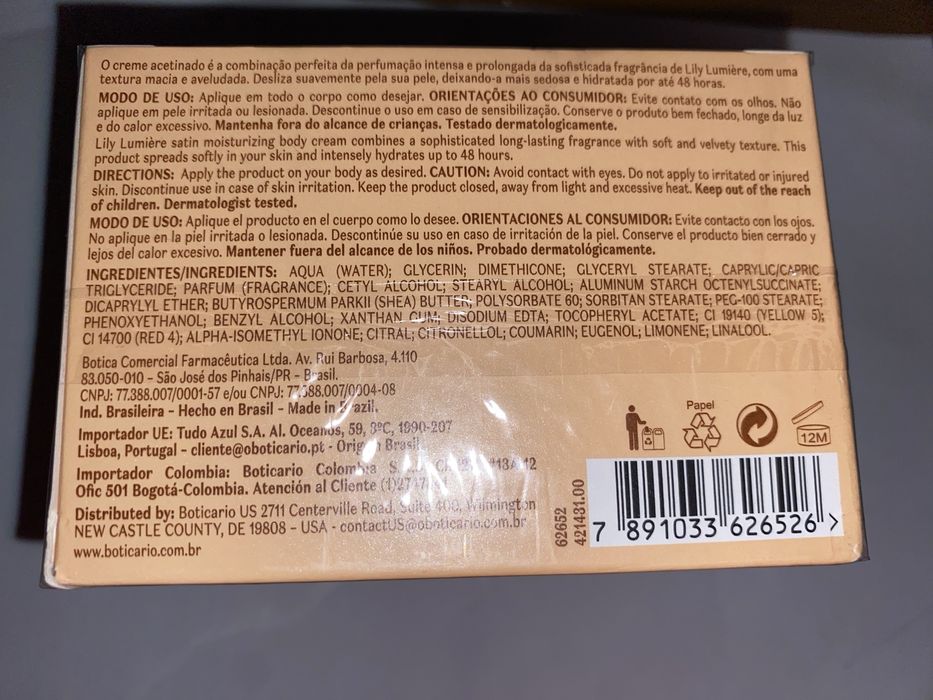 O creme acetinado é a combinação perfeita da perfumação intensa e prolongada da sofisticada fragrância de Lily Lumière, com uma
textura macia e aveludada. Desliza suavemente pela sua pele, deixando-a mais sedosa e hidratada por até 48 horas.
MODO DE USO: Aplique em todo o corpo como desejar. ORIENTAÇÕES AO CONSUMIDOR: Evite contato com os olhos. Não
aplique em pele irritada ou lesionada. Descontinue o uso em caso de sensibilização. Conserve o produto bem fechado, longe da luz
e do calor excessivo. Mantenha fora do alcance de crianças. Testado dermatologicamente.
Lily Lumière satin moisturizing body cream combines a sophisticated long-lasting fragrance with soft and velvety texture. This
product spreads softly in your skin and intensely hydrates up to 48 hours.
DIRECTIONS: Apply the product on your body as desired. CAUTION: Avoid contact with eyes. Do not apply to irritated or injured
skin. Discontinue use in case of skin irritation. Keep the product closed, away from light and excessive heat. Keep out of the reach
of children. Dermatologist tested.
MODO DE USO: Aplique el producto en el cuerpo como lo desee. ORIENTACIONES AL CONSUMIDOR: Evite contacto con los ojos.
No aplique en la piel irritada o lesionada. Descontinúe su uso en caso de irritación de la piel. Conserve el producto bien cerrado y
lejos del calor excesivo. Mantener fuera del alcance de los niños. Probado dermatológicamente.
INGREDIENTES/INGREDIENTS: AQUA (WATER); GLYCERIN; DIMETHICONE; GLYCERYL STEARATE; CAPRYLIC/CAPRIC
TRIGLYCERIDE; PARFUM (FRAGRANCE); CETYL ALCOHOL; STEARYL ALCOHOL; ALUMINUM STARCH OCTENYLSUCCINATE;
DICAPRYLYL ETHER; BUTYROSPERMUM PARKII (SHEA) BUTTER; POLYSORBATE 60; SORBITAN STEARATE; PEG-100 STEARATE;
PHENOXYETHANOL; BENZYL ALCOHOL; XANTHAN GUM; DISODIUM EDTA; TOCOPHERYL ACETATE; CI 19140 (YELLOW 5);
CI 14700 (RED 4); ALPHA-ISOMETHYL IONONE; CITRAL; CITRONELLOL; COUMARIN; EUGENOL; LIMONENE; LINALOOL.
Botica Comercial Farmacêutica Ltda. Av. Rui Barbosa, 4.110
83.050-010 - São José dos Pinhais/PR - Brasil.
CNPJ: 77.388.007/0001-57 e/ou CNPJ: 77.388.007/0004-08
Ind. Brasileira - Hecho en Brasil - Made in Brazil.
Importador UE: Tudo Azul S.A. Al. Oceanos, 59, 3ºC, 1990-207
Lisboa, Portugal - cliente@oboticario.pt - Origen Brasil
Importador Colombia: Boticario Colombia
Ofic 501 Bogotá-Colombia. Atención al Cliente
Distributed by: Boticario US 2711 Centerville Road, Suite 400, Wilmington
NEW CASTLE COUNTY, DE 19808 - USA - contactUS@oboticario.com.br
www.boticario.com.br
Papel
12M
62652
421431.00
7 891033 626526 >